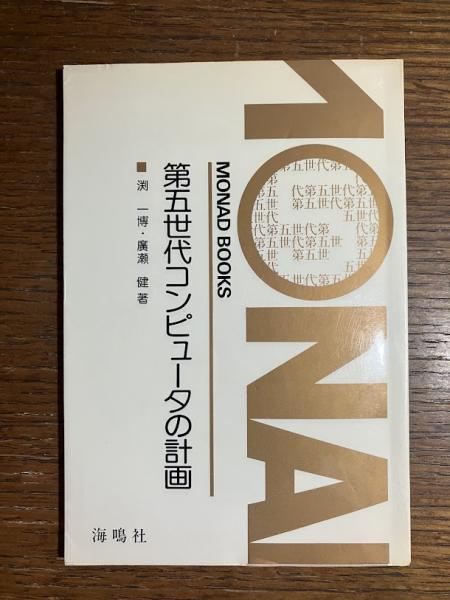 MONAD BOOKS
第五世代コンピュータの計画
渕 一博・廣瀬 健 著
海鳴社